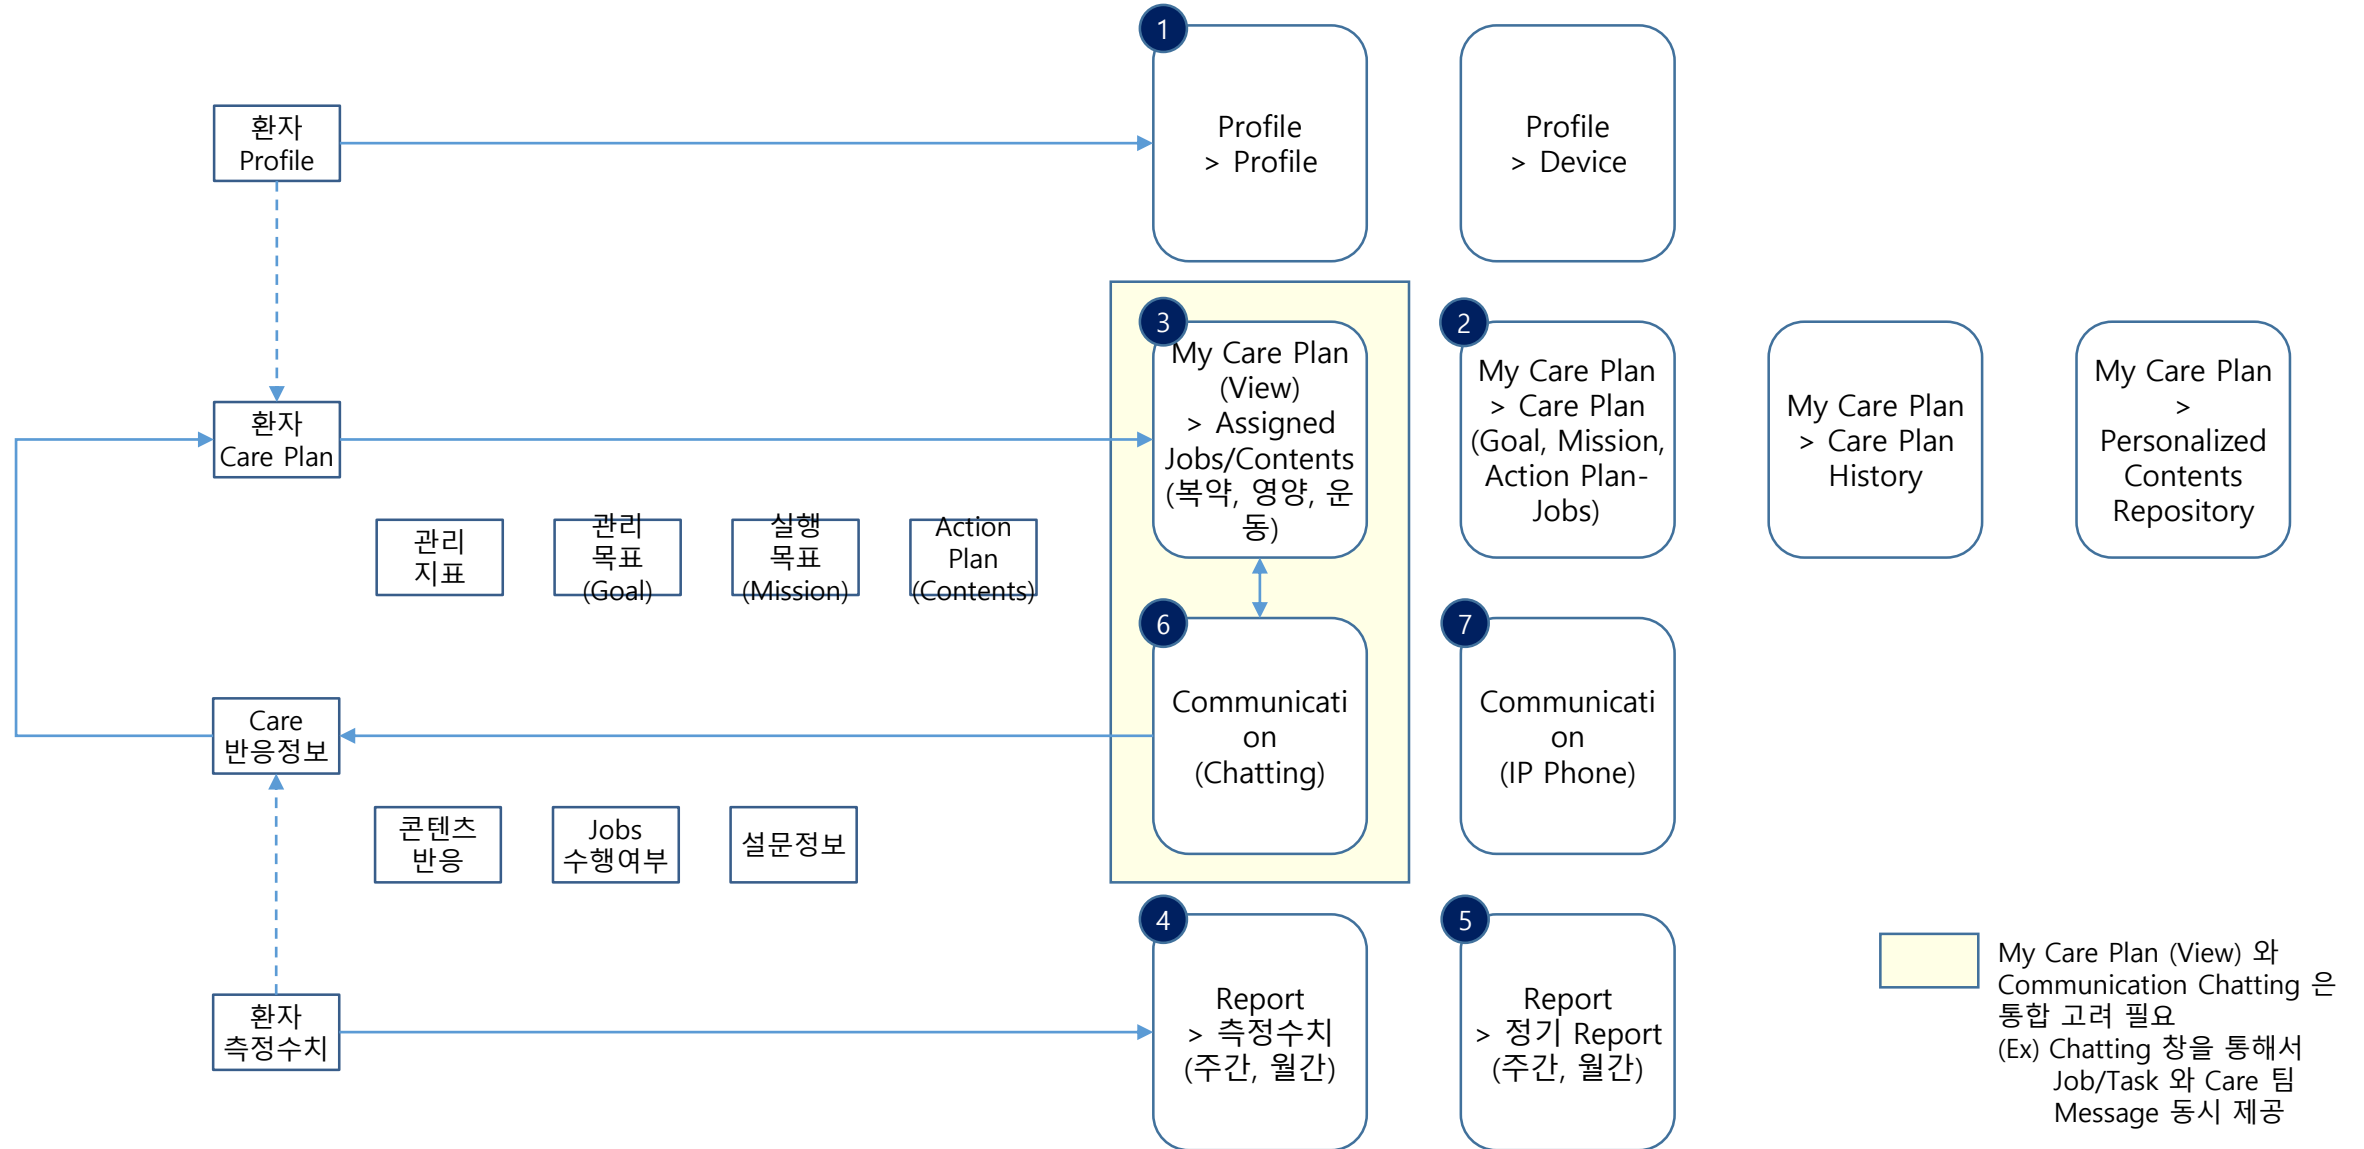 1
Profile
> Profile
Profile
> Device
환자
Profile
3
My Care Plan
(View)
> Assigned
Jobs/Contents
(복약, 영양, 운
동)
2
My Care Plan
> Care Plan
(Goal, Mission,
Action Plan-
Jobs)
My Care Plan
> Care Plan
History
My Care Plan
>
Personalized
Contents
Repository
환자
Care Plan
관리
지표
관리
목표
(Goal)
실행
목표
(Mission)
Action
Plan
(Contents)
6
Communicati
on
(Chatting)
7
Communicati
on
(IP Phone)
Care
반응정보
콘텐츠
반응
Jobs
수행여부
설문정보
4
Report
> 측정수치
(주간, 월간)
5
Report
> 정기 Report
(주간, 월간)
환자
측정수치
My Care Plan (View) 와
Communication Chatting 은
통합 고려 필요
(Ex) Chatting 창을 통해서
Job/Task 와 Care 팀
Message 동시 제공